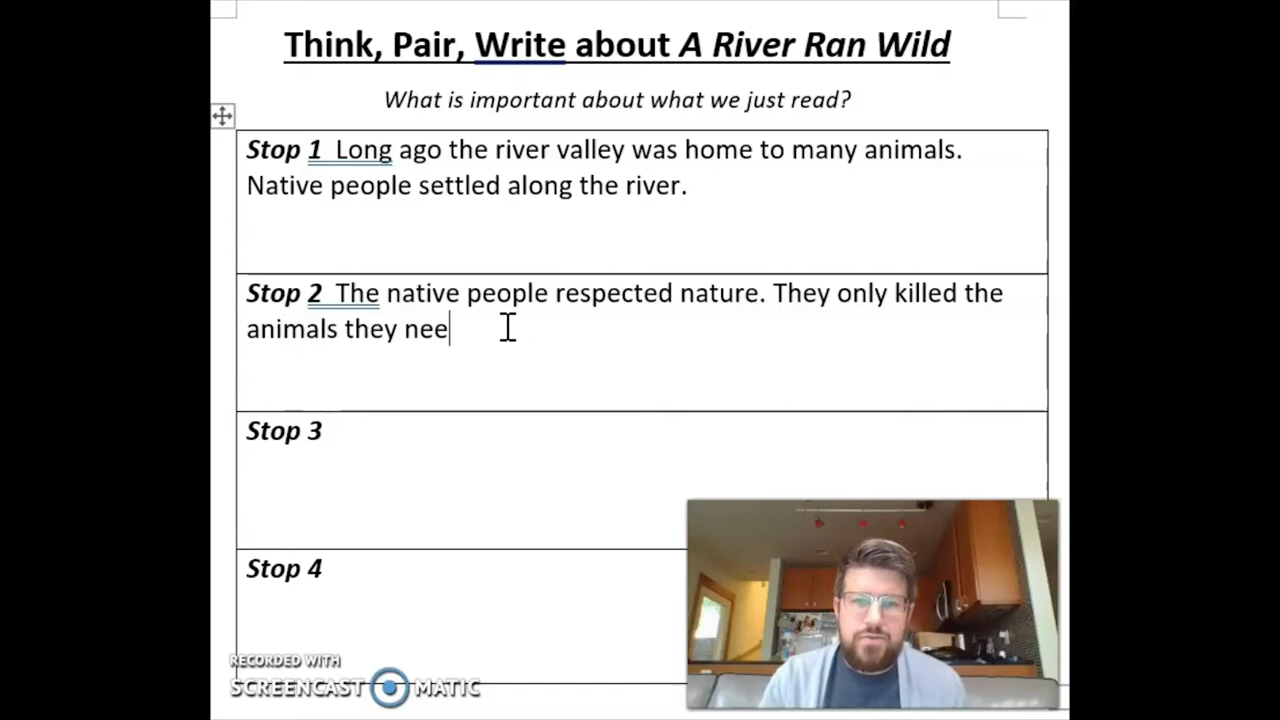 Think, Pair, Write about A River Ran Wild
What is important about what we just read?
Stop 1 Long ago the river valley was home to many animals.
Native people settled along the river.
Stop 2 The native people respected nature. They only killed the
animals they nee
Stop 3
Stop 4
RECORDED WITH
SCREENCAST MATIC